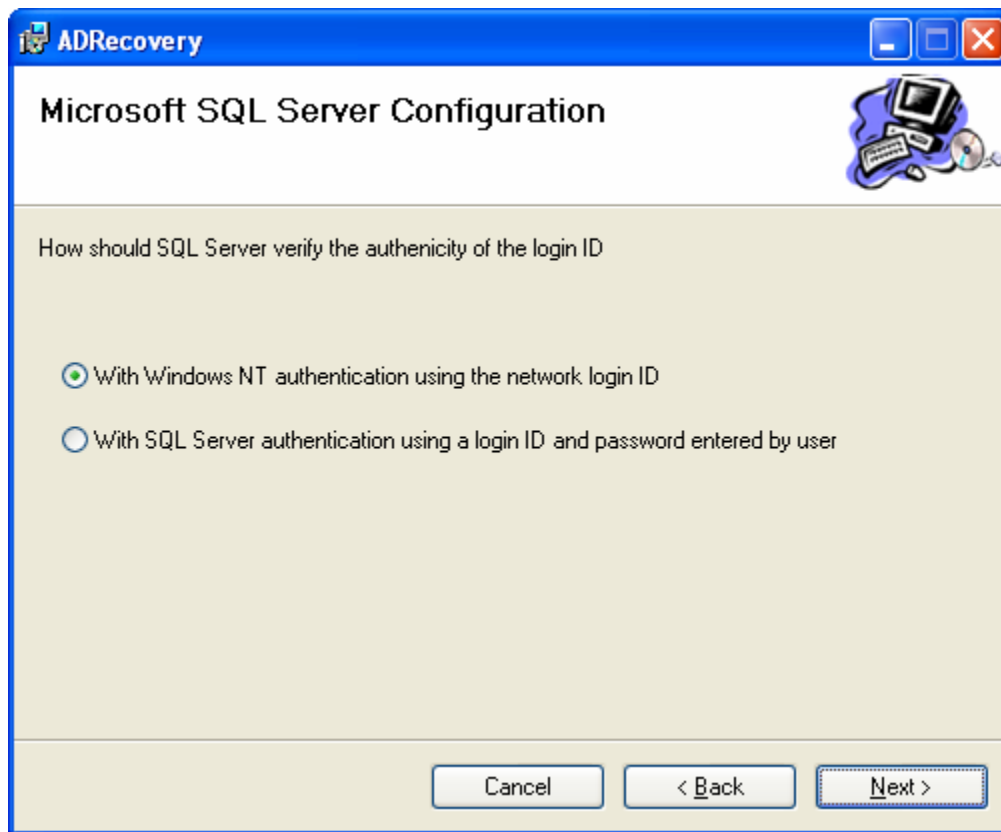 ADRecovery
Microsoft SQL Server Configuration
How should SQL Server verify the authenicity of the login ID
With Windows NT authentication using the network login ID
With SQL Server authentication using a login ID and password entered by user
Cancel
< Back
Next >